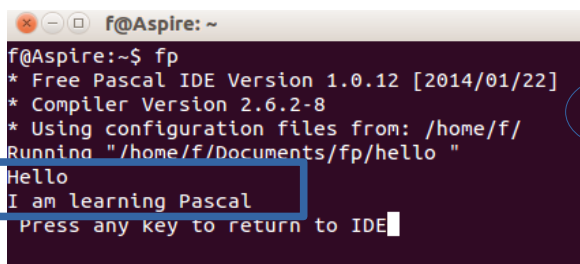 f@Aspire: ~
f@Aspire:~$ fp
* Free Pascal IDE Version 1.0.12 [2014/01/22]
* Compiler Version 2.6.2-8
* Using configuration files from: /home/f/
Running "/home/f/Documents/fp/hello "
Hello
I am learning Pascal
Press any key to return to IDE